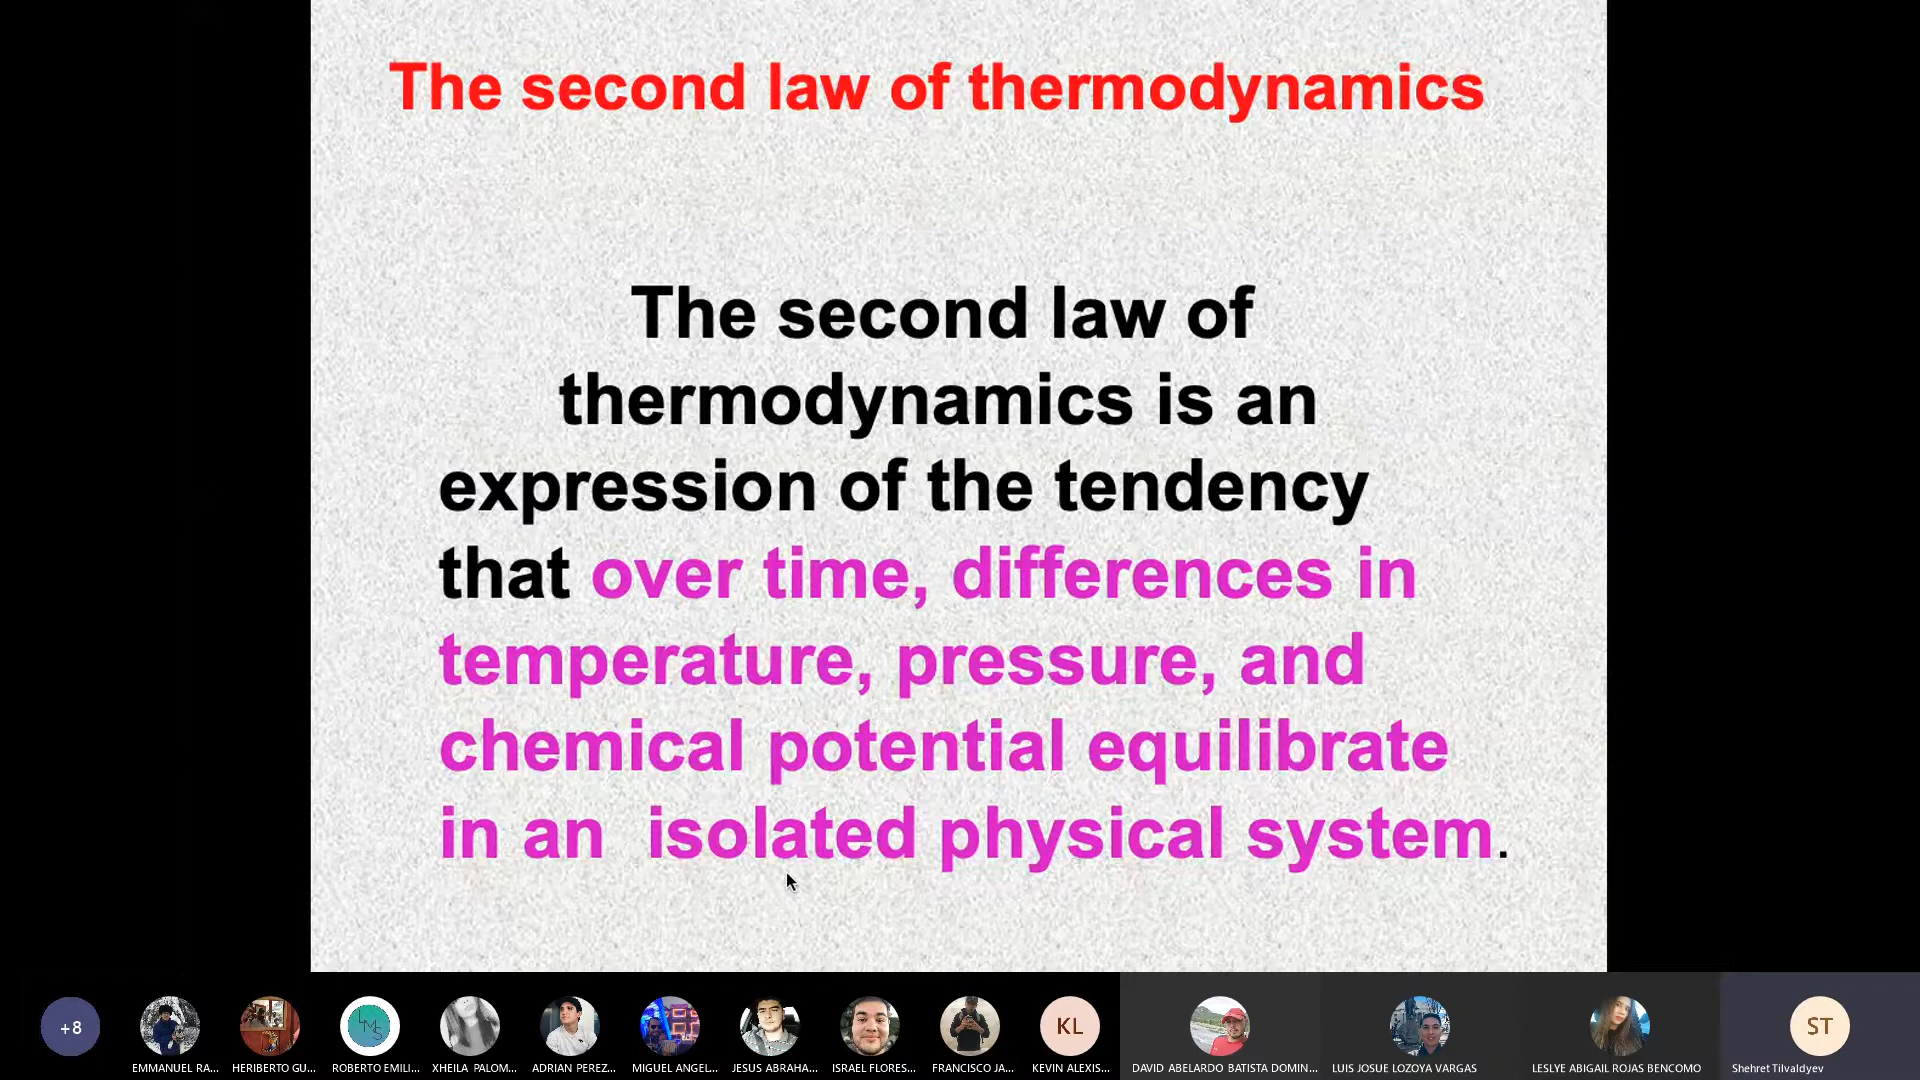 The second law of thermodynamics
The second law of
thermodynamics is an
expression of the tendency
that over time, differences in
temperature, pressure, and
chemical potential equilibrate
in an isolated physical system.
+8
LMS
KL
ST
EMMANUEL RA...
HERIBERTO GU...
ROBERTO EMILI...
XHEILA PALOM...
ADRIAN PEREZ...
MIGUEL ANGEL...
JESUS ABRAHA...
ISRAEL FLORES...
FRANCISCO JA...
KEVIN ALEXIS...
DAVID ABELARDO BATISTA DOMIN...
LUIS JOSUE LOZOYA VARGAS
LESLYE ABIGAIL ROJAS BENCOMO
Shehret Tilvaldyev